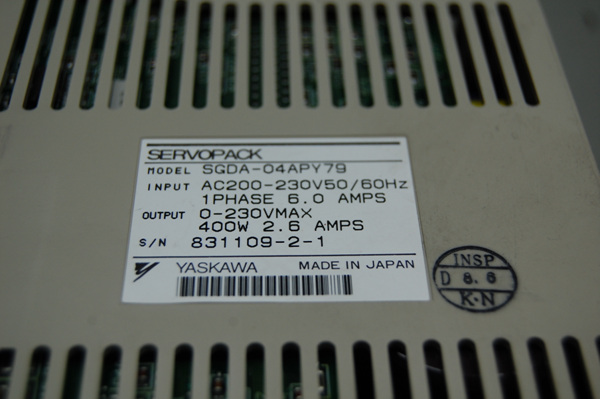 SERVOPACK
MODEL SGDA-04APY79
INPUT AC200-230V50/60Hz
1PHASE 6.0 AMPS
OUTPUT 0-230VMAX
400W 2.6 AMPS
S/N 831109-2-1
YASKAWA MADE IN JAPAN
INSP
D 8.6
K·N